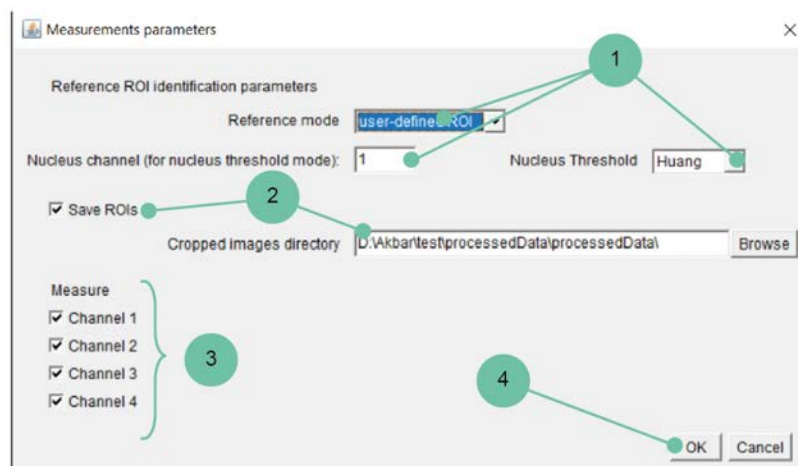 Measurements parameters
1
Reference ROI identification parameters
Reference mode user-defined ROI
Nucleus channel (for nucleus threshold mode): 1 Nucleus Threshold Huang
Save ROIs 2
Cropped images directory D:\Akbar\test\processedData\processedData\ Browse
Measure
Channel 1
Channel 2
Channel 3
Channel 4
3
4
OK Cancel